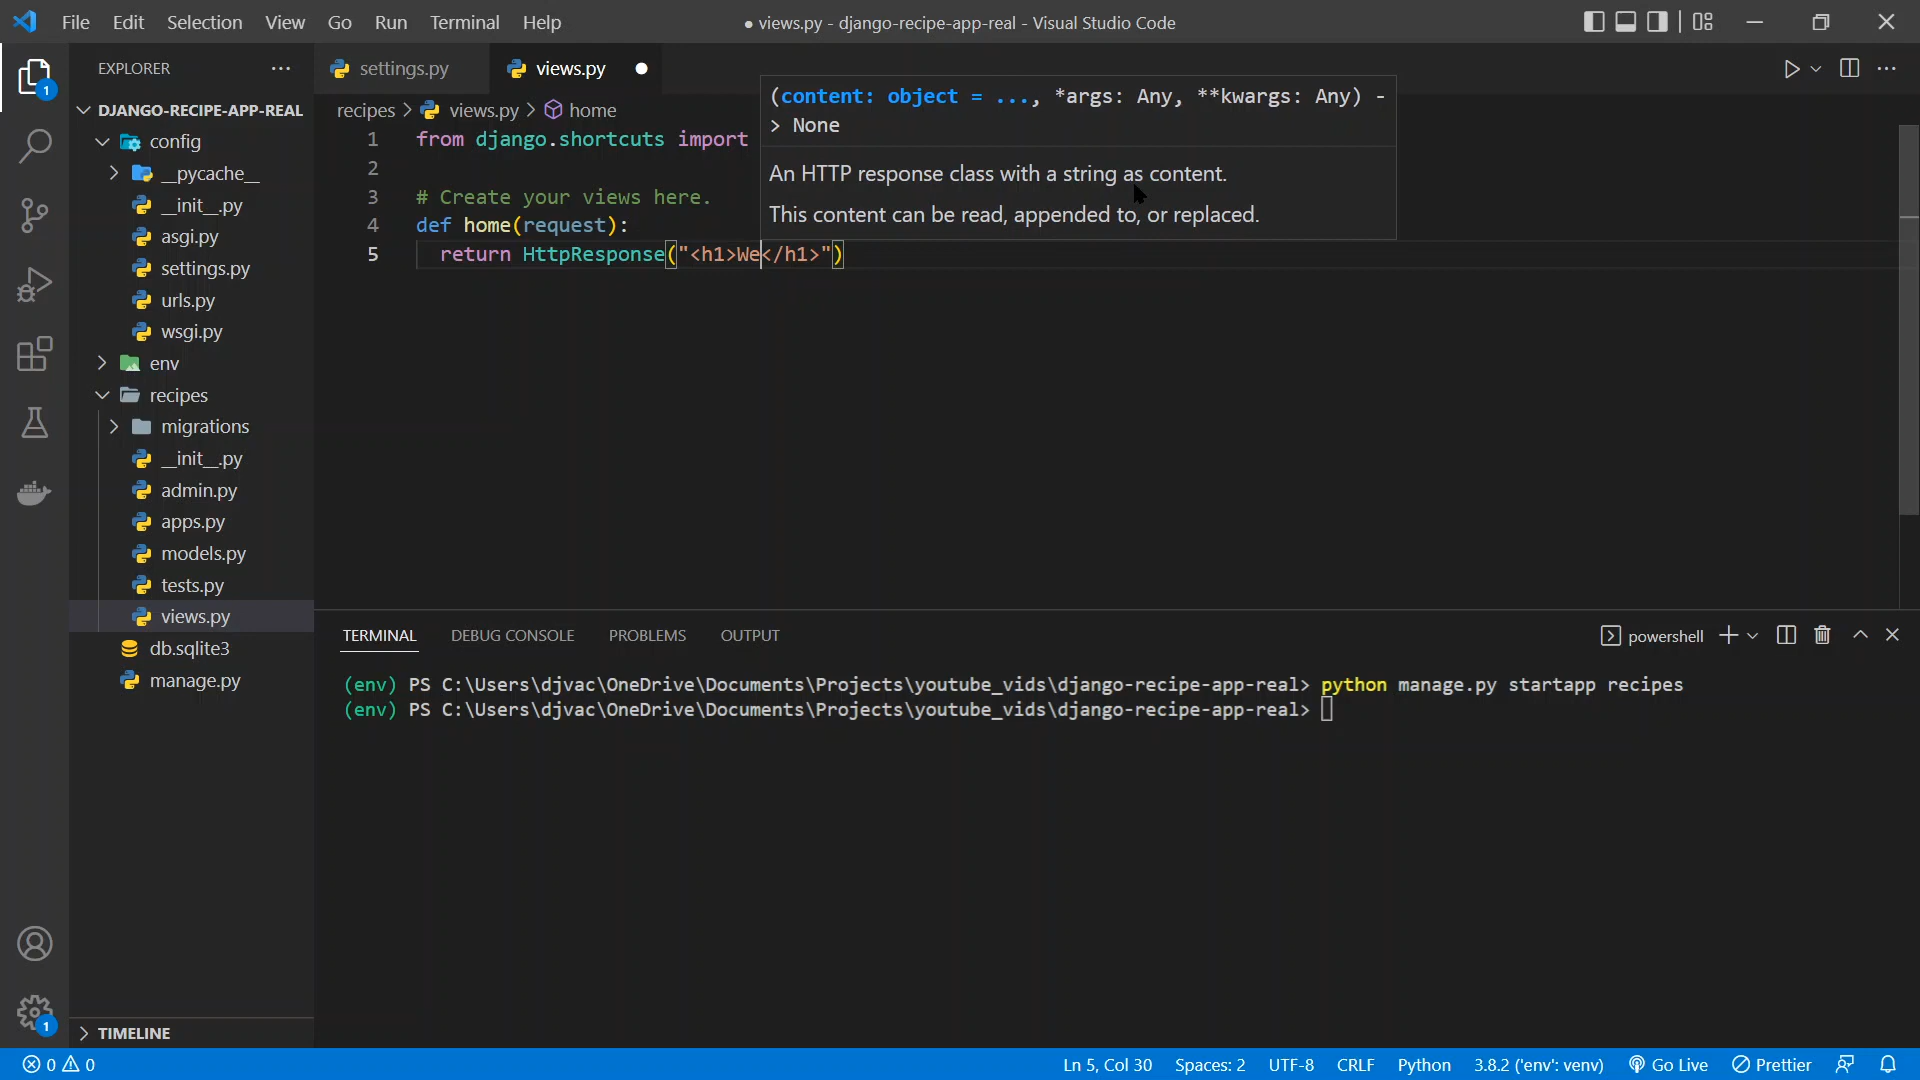 File Edit Selection View Go Run Terminal Help
● views.py - django-recipe-app-real - Visual Studio Code
EXPLORER
DJANGO-RECIPE-APP-REAL
config
__pycache__
__init__.py
asgi.py
settings.py
urls.py
wsgi.py
env
recipes
migrations
__init__.py
admin.py
apps.py
models.py
tests.py
views.py
db.sqlite3
manage.py
TIMELINE
1
1
settings.py
views.py
recipes > views.py > home
1 from django.shortcuts import
2
3 # Create your views here.
4 def home(request):
5 return HttpResponse("<h1>We</h1>")
(content: object = ..., *args: Any, **kwargs: Any) -
> None
An HTTP response class with a string as content.
This content can be read, appended to, or replaced.
TERMINAL DEBUG CONSOLE PROBLEMS OUTPUT
powershell
(env) PS C:\Users\djvac\OneDrive\Documents\Projects\youtube_vids\django-recipe-app-real> python manage.py startapp recipes
(env) PS C:\Users\djvac\OneDrive\Documents\Projects\youtube_vids\django-recipe-app-real>
0 0
Ln 5, Col 30 Spaces: 2 UTF-8 CRLF Python 3.8.2 ('env': venv) Go Live Prettier